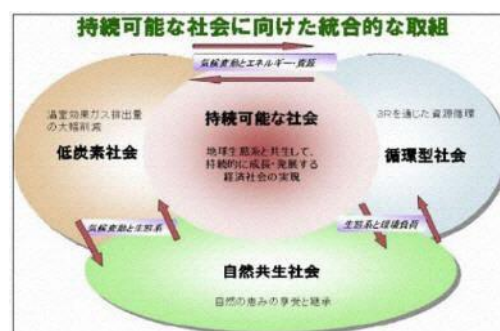 持続可能な社会に向けた統合的な取組
気候変動とエネルギー・資源
温室効果ガス排出量
の大幅削減
低炭素社会
持続可能な社会
地球生態系と共生して、
持続的に成長・発展する
経済社会の実現
3Rを通じた資源循環
循環型社会
気候変動と生態系
生態系と環境負荷
自然共生社会
自然の恵みの享受と継承